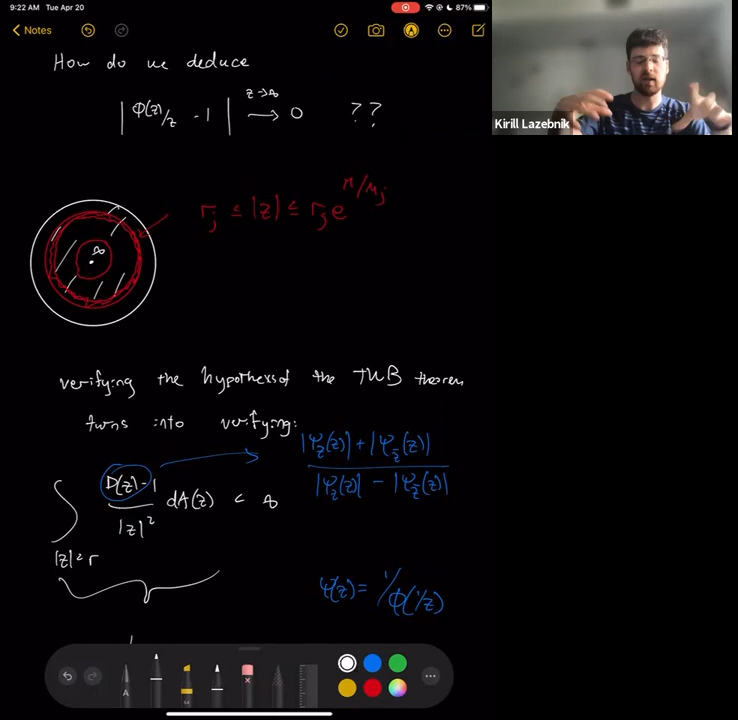 9:22 AM Tue Apr 20
87%
Notes
Kirill Lazebnik
How do we deduce
| φ(z)/z - 1 | z→∞ ⟶ 0 ??
∞
r_j ≤ |z| ≤ r_j e^{π/M_j}
verifying the hypothesis of the TWB theorem
turns into verifying:
∫_{|z|<r} (D(z)-1)/|z|² dA(z) < ∞
(|ψ_z(z)| + |ψ_z̄(z)|)/(|ψ_z(z)| - |ψ_z̄(z)|)
ψ(z) = 1/φ(1/z)